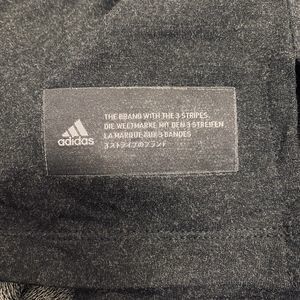 adidas
THE BRAND WITH THE 3 STRIPES.
DIE WELTMARKE MIT DEN 3 STREIFEN
LA MARQUE AUX 3 BANDES
3ストライプのブランド